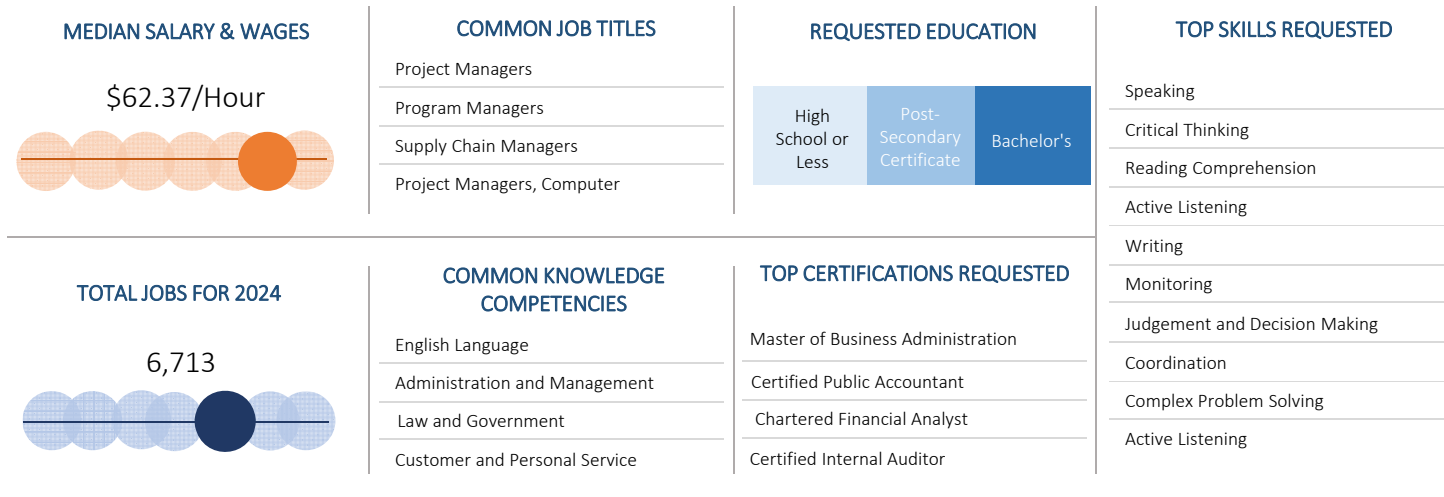 MEDIAN SALARY & WAGES
$62.37/Hour
COMMON JOB TITLES
Project Managers
Program Managers
Supply Chain Managers
Project Managers, Computer
REQUESTED EDUCATION
High
School or
Less
Post-
Secondary
Certificate
Bachelor's
TOP SKILLS REQUESTED
Speaking
Critical Thinking
Reading Comprehension
Active Listening
Writing
Monitoring
Judgement and Decision Making
Coordination
Complex Problem Solving
Active Listening
TOTAL JOBS FOR 2024
6,713
COMMON KNOWLEDGE
COMPETENCIES
English Language
Administration and Management
Law and Government
Customer and Personal Service
TOP CERTIFICATIONS REQUESTED
Master of Business Administration
Certified Public Accountant
Chartered Financial Analyst
Certified Internal Auditor